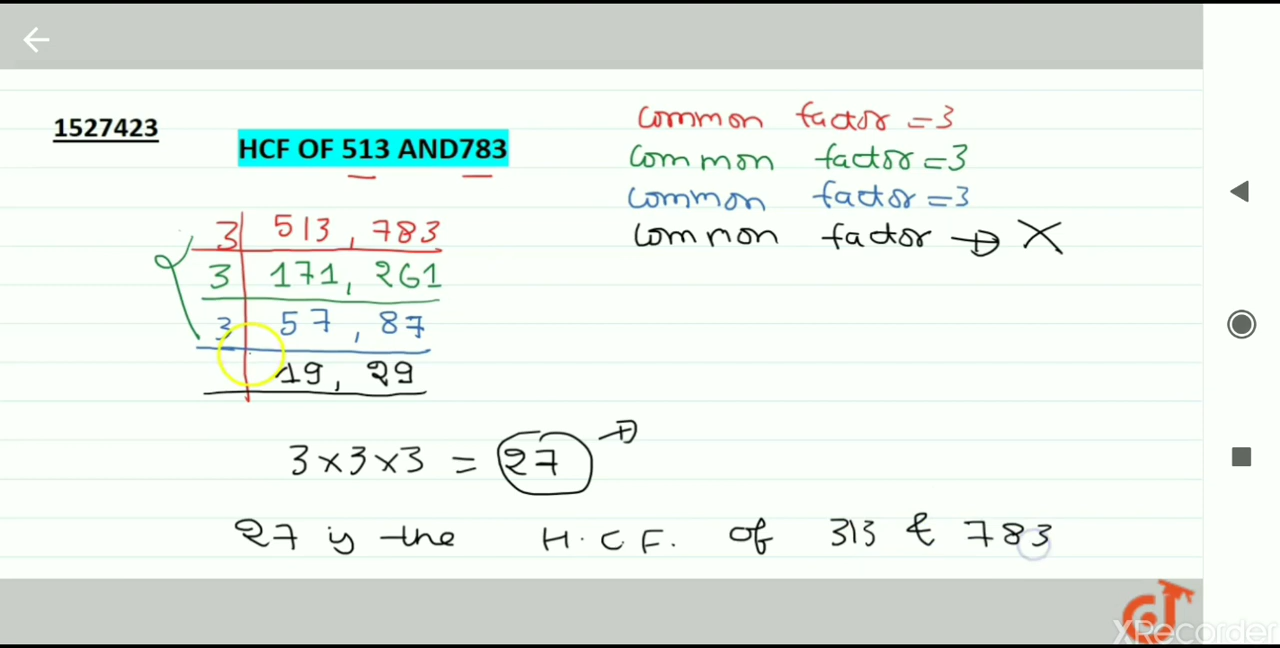 1527423
HCF OF 513 AND783
common factor = 3
common factor = 3
common factor = 3
common factor → X
3 513, 783
3 171, 261
3 57, 87
19, 29
3 × 3 × 3 = 27 →
27 is the H.C.F. of 313 & 783
XRecorder